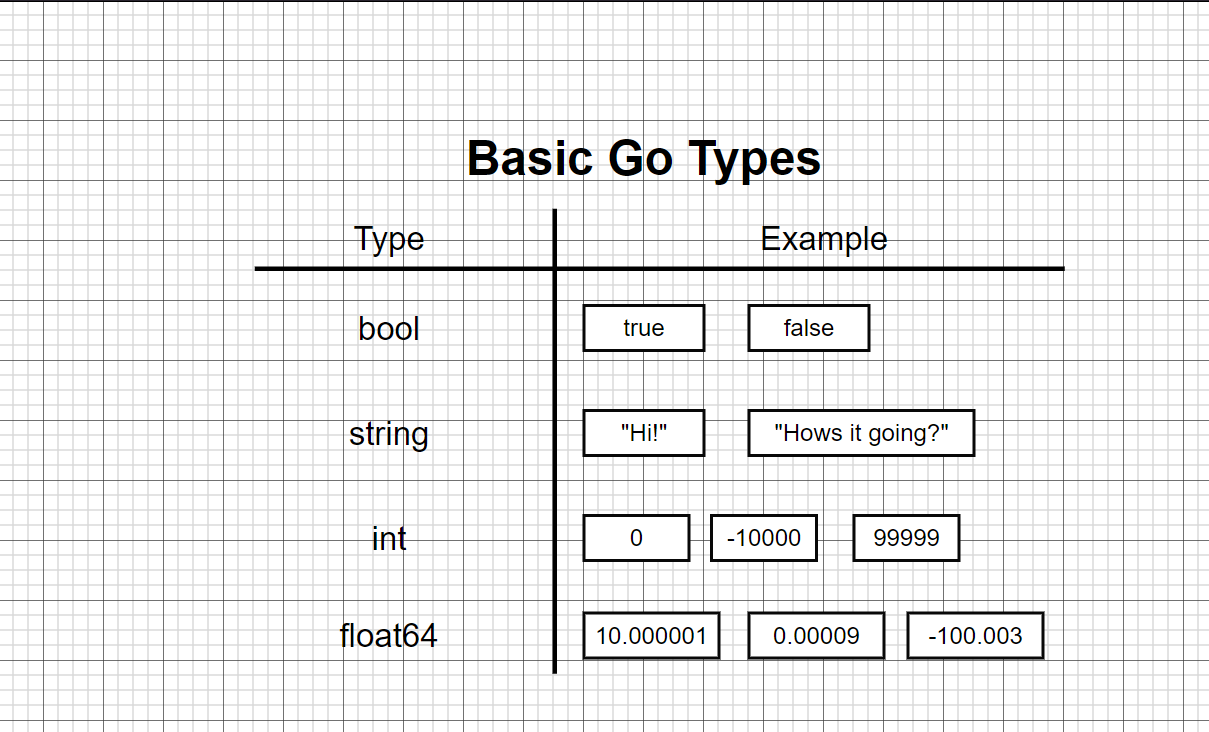 Basic Go Types
Type Example
bool true false
string "Hi!" "Hows it going?"
int 0 -10000 99999
float64 10.000001 0.00009 -100.003